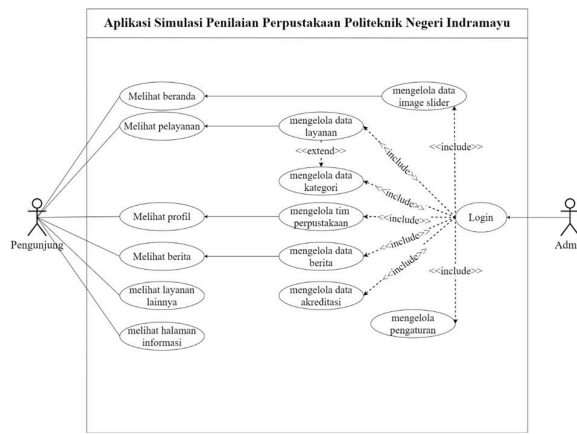 Aplikasi Simulasi Penilaian Perpustakaan Politeknik Negeri Indramayu
Melihat beranda
mengelola data
image slider
Melihat pelayanan
mengelola data
layanan
<<extend>>
<<include>>
<<include>>
mengelola data
kategori
<<include>>
Pengunjung
Melihat profil
mengelola tim
perpustakaan
<<include>>
Login
Adm
Melihat berita
mengelola data
berita
<<include>>
<<include>>
<<include>>
melihat layanan
lainnya
mengelola data
akreditasi
melihat halaman
informasi
mengelola
pengaturan